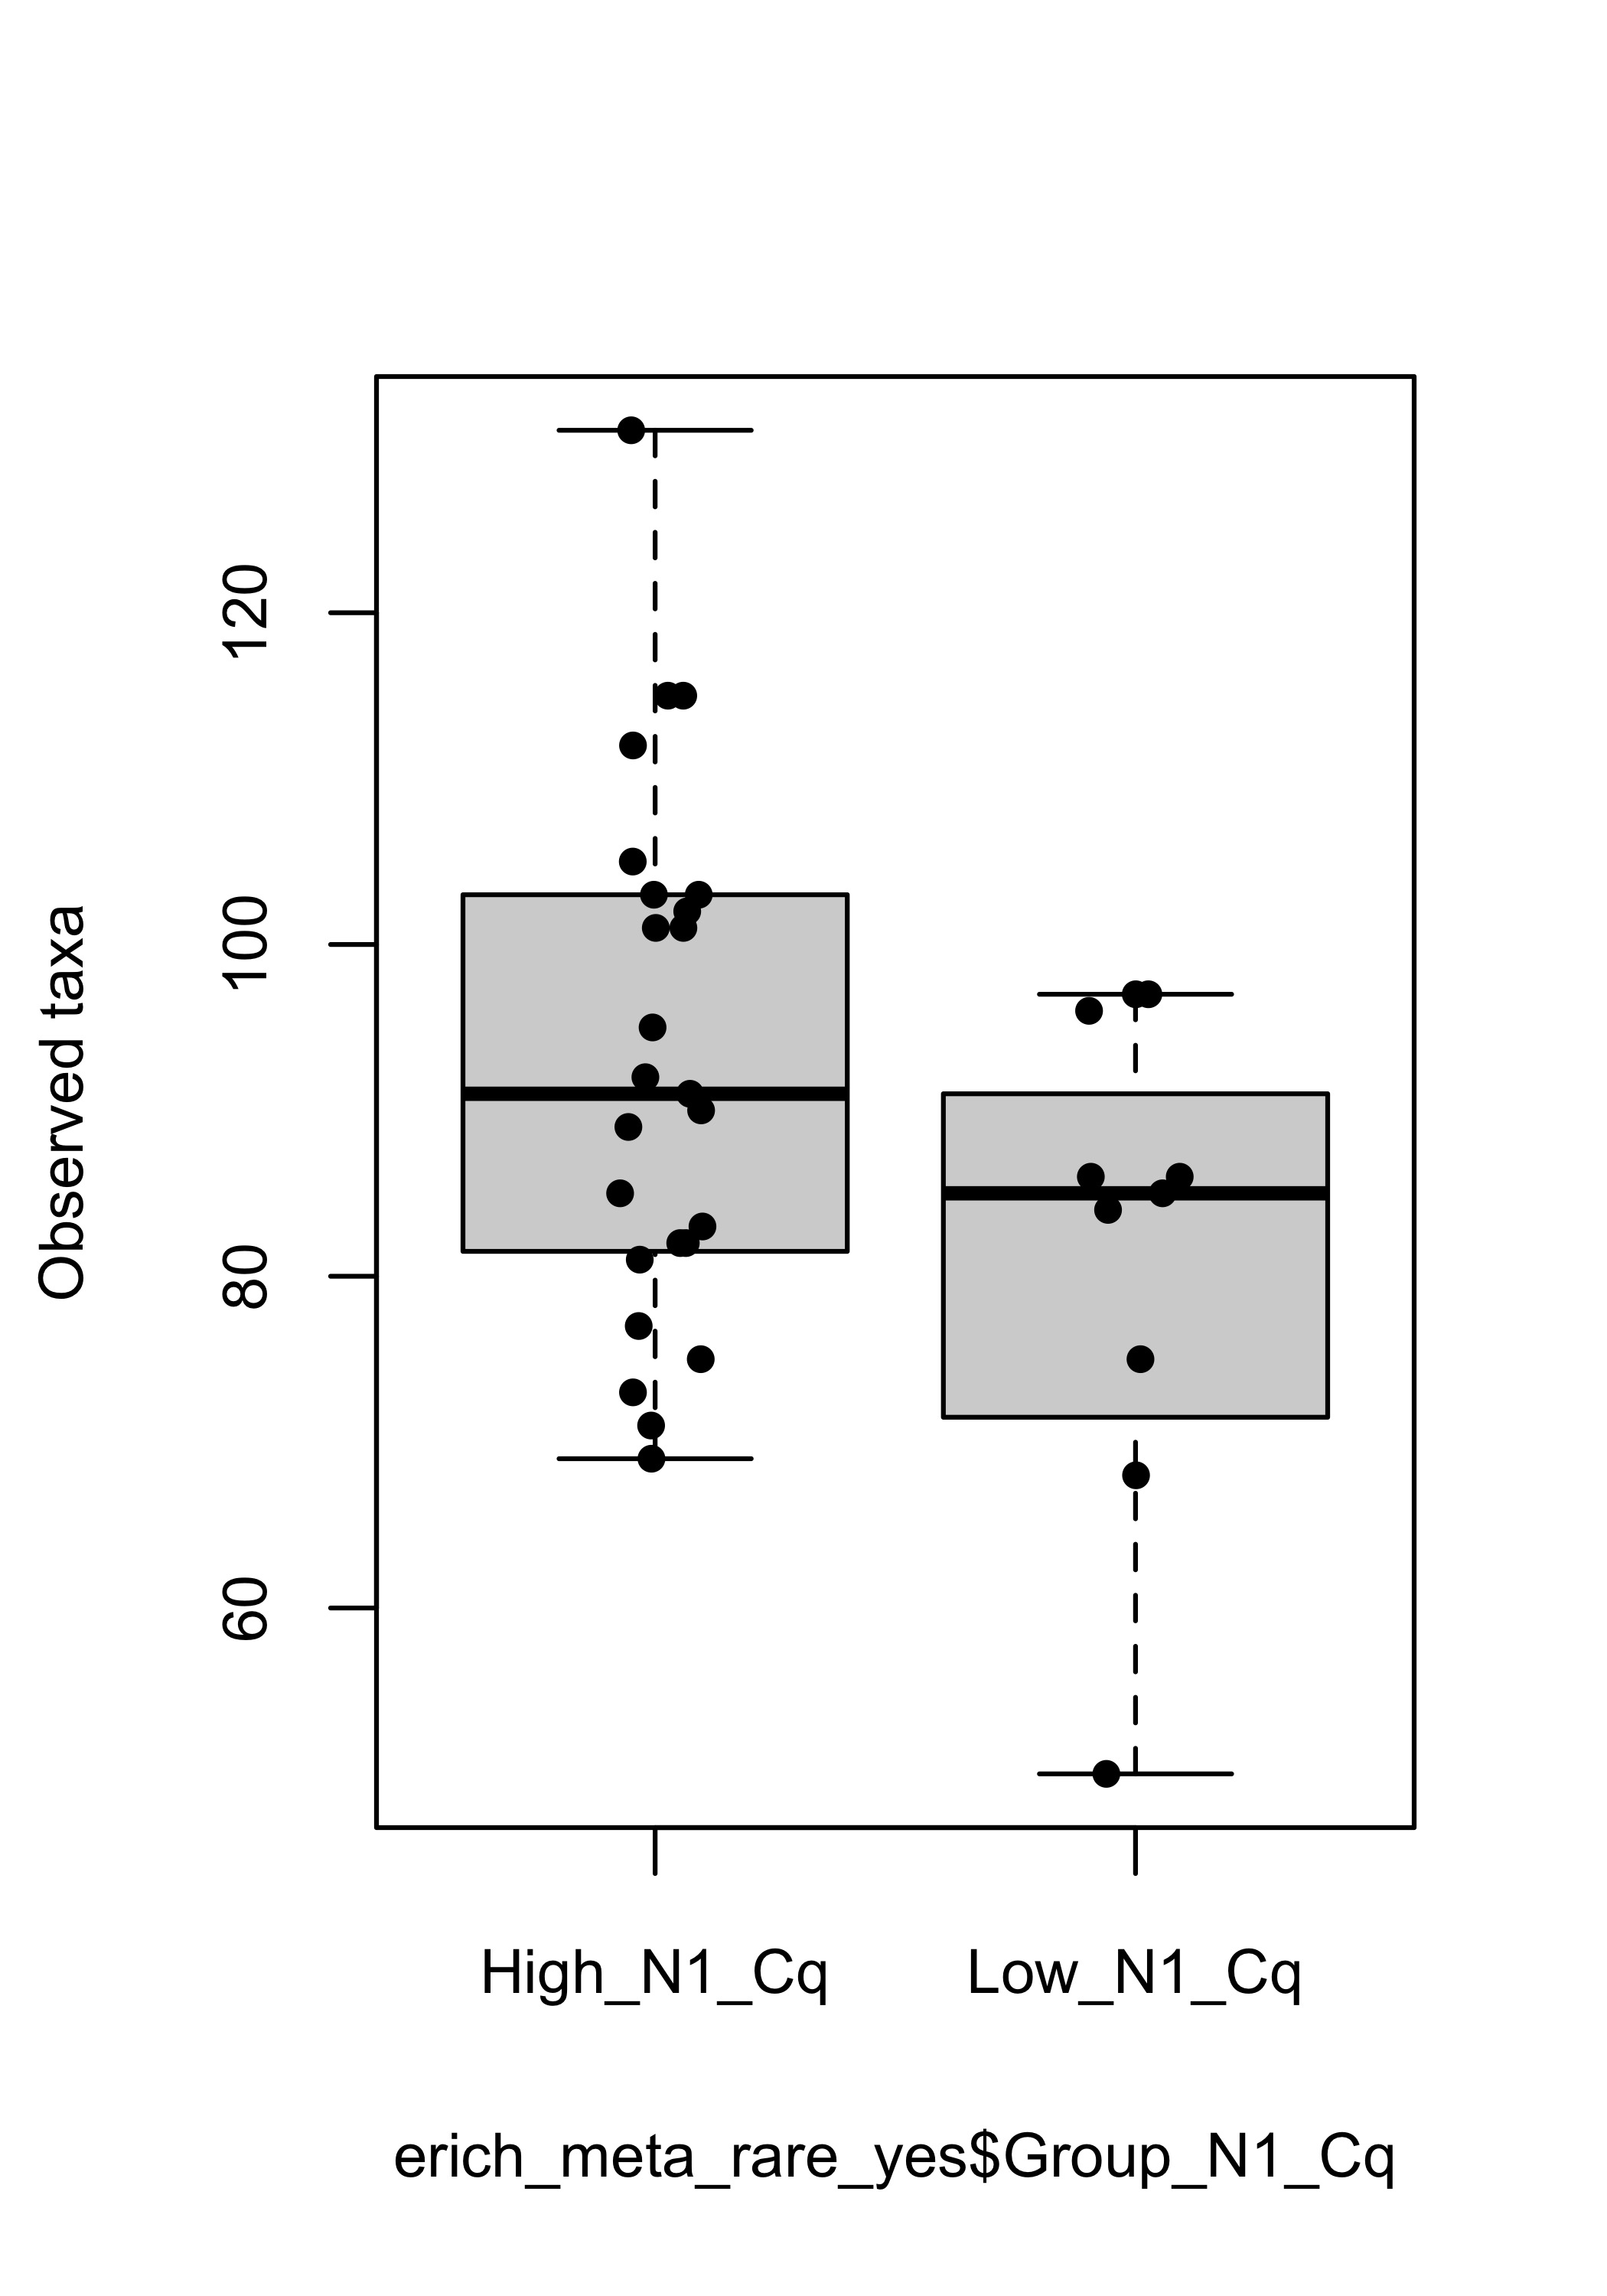 Observed taxa
120
100
80
60
High_N1_Cq
Low_N1_Cq
erich_meta_rare_yes$Group_N1_Cq